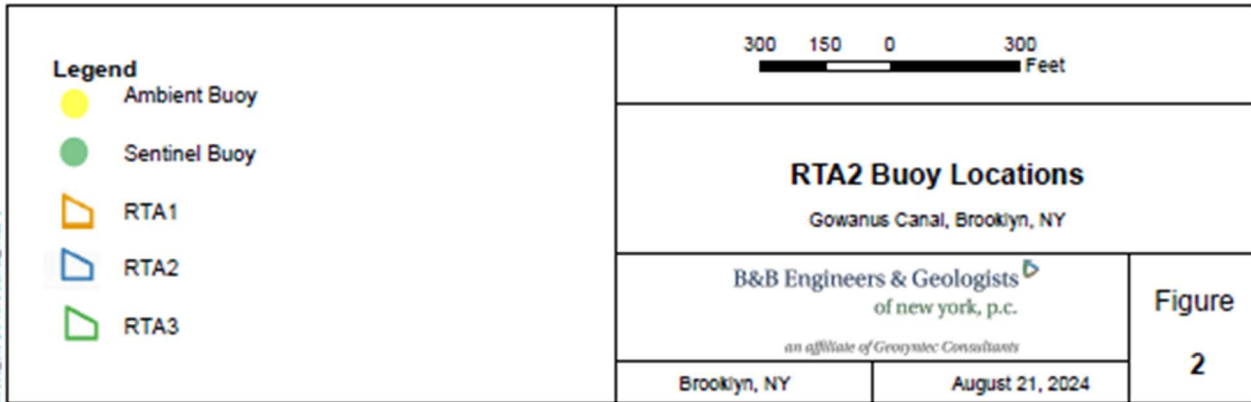 Legend
Ambient Buoy
Sentinel Buoy
RTA1
RTA2
RTA3
300 150 0 300
Feet
RTA2 Buoy Locations
Gowanus Canal, Brooklyn, NY
B&B Engineers & Geologists
of new york, p.c.
an affiliate of Geosyntec Consultants
Brooklyn, NY
August 21, 2024
Figure
2